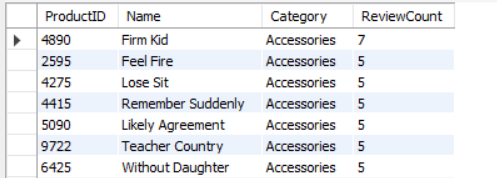 ProductID Name Category ReviewCount
4890 Firm Kid Accessories 7
2595 Feel Fire Accessories 5
4275 Lose Sit Accessories 5
4415 Remember Suddenly Accessories 5
5090 Likely Agreement Accessories 5
9722 Teacher Country Accessories 5
6425 Without Daughter Accessories 5